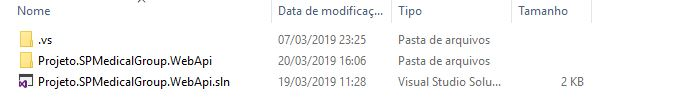 Nome Data de modificaç... Tipo Tamanho
.vs 07/03/2019 23:25 Pasta de arquivos
Projeto.SPMedicalGroup.WebApi 20/03/2019 16:06 Pasta de arquivos
Projeto.SPMedicalGroup.WebApi.sln 19/03/2019 11:28 Visual Studio Solu... 2 KB